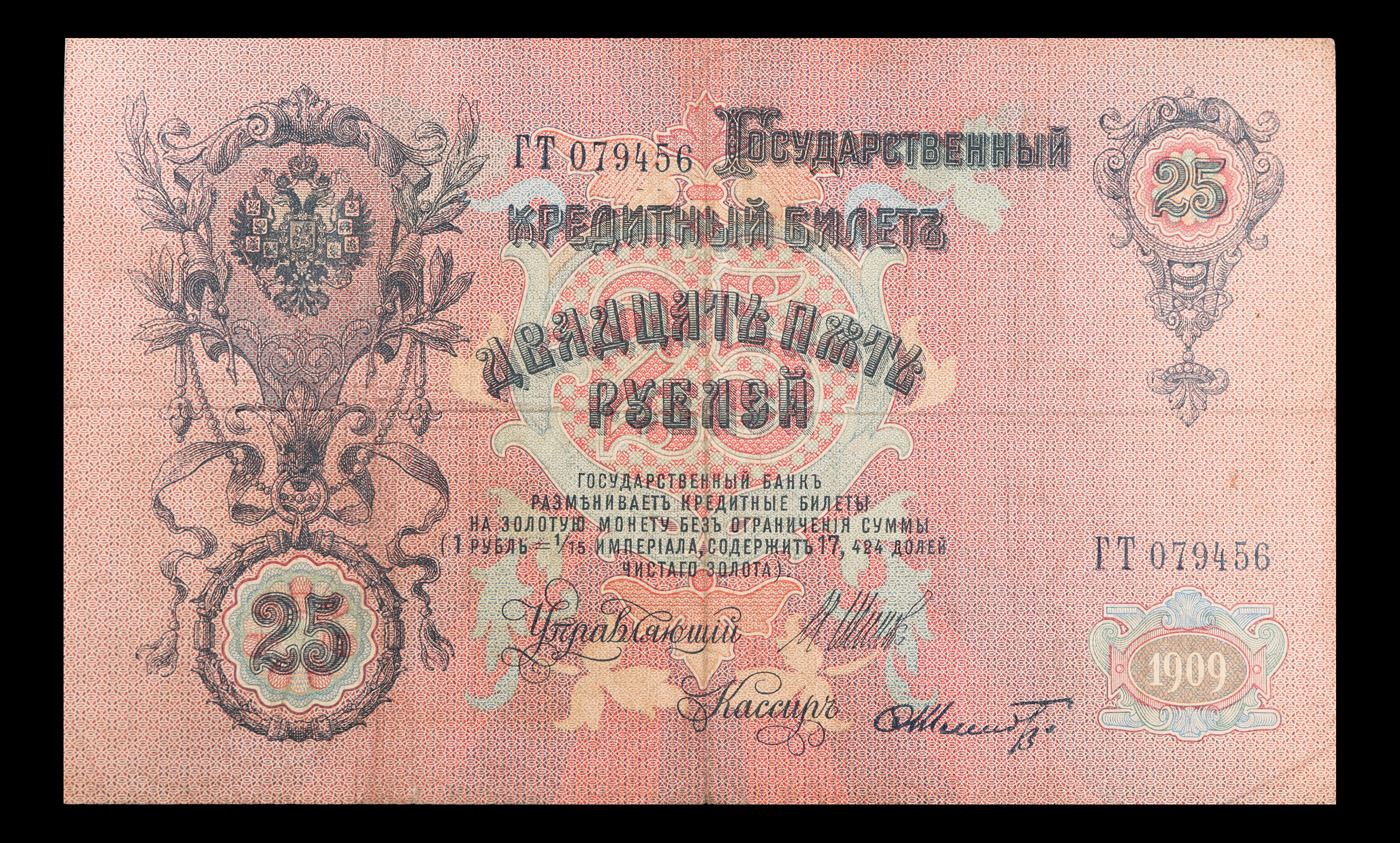 ГТ 079456 ГОСУДАРСТВЕННЫЙ
КРЕДИТНЫЙ БИЛЕТЪ
25
ДВАДЦАТЬ ПЯТЬ
РУБЛЕЙ
25
ГОСУДАРСТВЕННЫЙ БАНКЪ
РАЗМѢНИВАЕТЪ КРЕДИТНЫЕ БИЛЕТЫ
НА ЗОЛОТУЮ МОНЕТУ БЕЗЪ ОГРАНИЧЕНІЯ СУММЫ
(1 РУБЛЬ = 1/15 ИМПЕРІАЛА, СОДЕРЖИТЪ 17, 424 ДОЛЕЙ
ЧИСТАГО ЗОЛОТА)
ГТ 079456
25
Управляющій
1909
Кассиръ